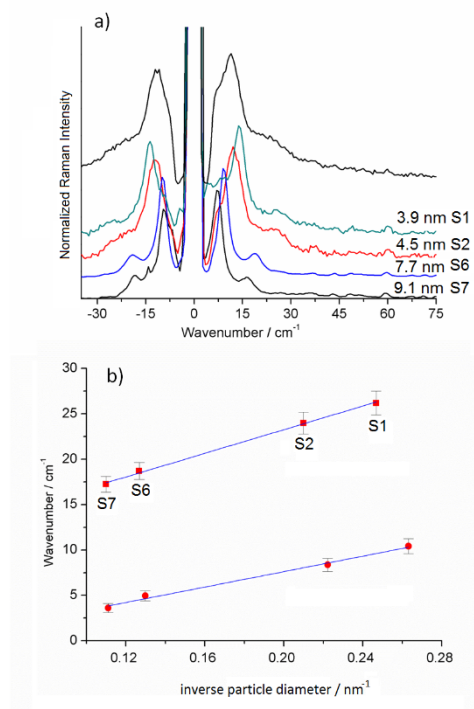 a)
Normalized Raman Intensity
3.9 nm S1
4.5 nm S2
7.7 nm S6
9.1 nm S7
-30 -15 0 15 30 45 60 75
Wavenumber / cm-1
b)
30
25
20
15
10
5
0
Wavenumber / cm-1
S7
S6
S2
S1
0.12 0.16 0.20 0.24 0.28
inverse particle diameter / nm-1